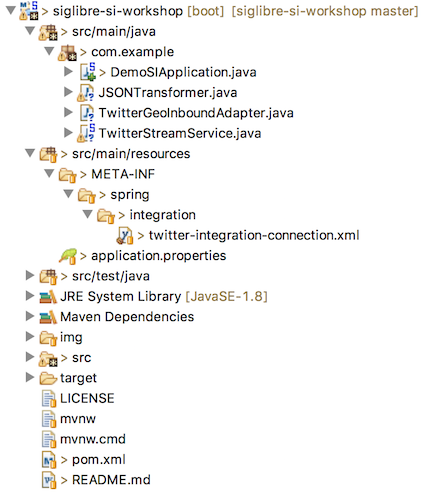 > siglibre-si-workshop [boot] [siglibre-si-workshop master]
> src/main/java
> com.example
> DemoSIApplication.java
JSONTransformer.java
> TwitterGeoInboundAdapter.java
> TwitterStreamService.java
> src/main/resources
> META-INF
> spring
> integration
> twitter-integration-connection.xml
> application.properties
> src/test/java
JRE System Library [JavaSE-1.8]
Maven Dependencies
img
> src
target
LICENSE
mvnw
mvnw.cmd
> pom.xml
> README.md